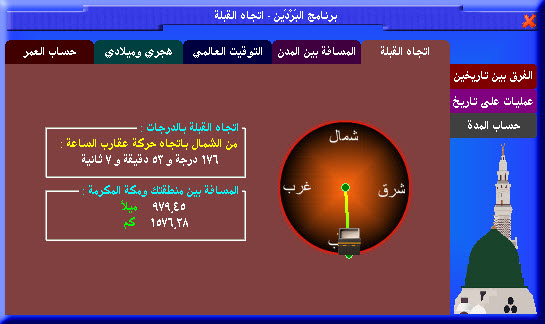 برنامج البَرْدَين - اتجاه القبلة
اتجاه القبلة
المسافة بين المدن
التوقيت العالمي
هجري وميلادي
حساب العمر
الفرق بين تاريخين
عمليات على تاريخ
حساب المدة
اتجاه القبلة بالدرجات :
من الشمال باتجاه حركة عقارب الساعة :
١٧٦ درجة و ٥٣ دقيقة و ٧ ثانية
المسافة بين منطقتك ومكة المكرمة :
٩٧٩,٤٥ ميلاً
١٥٧٦,٢٨ كم
شمال
غرب
شرق